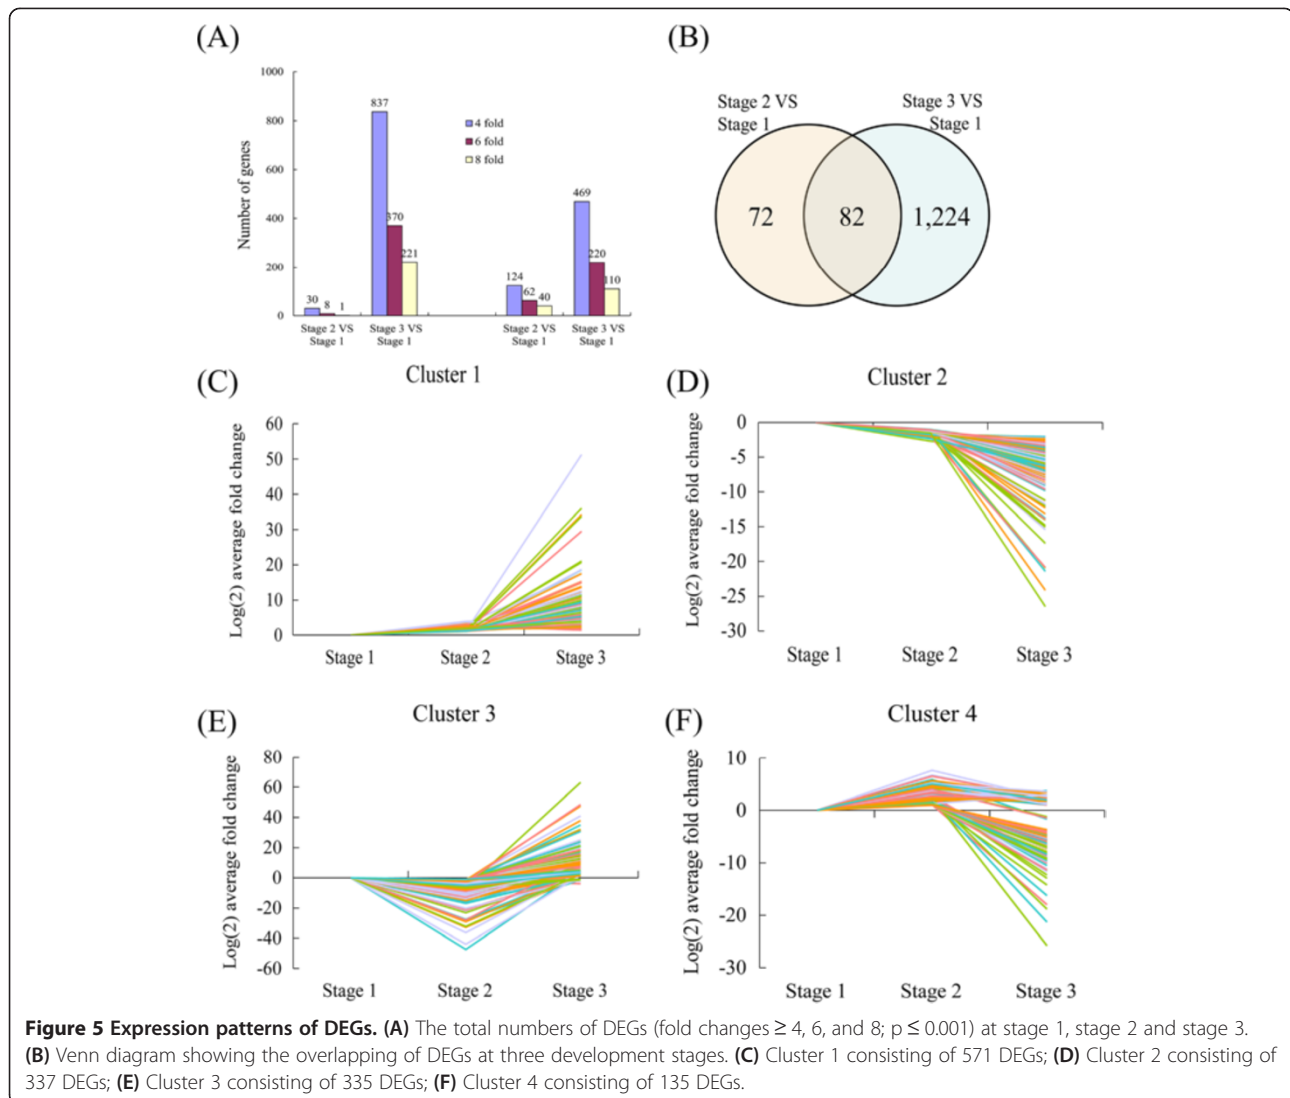 (A)
1000
800
600
400
200
0
Number of genes
4 fold
6 fold
8 fold
30
8
1
837
370
221
124
62
40
469
220
110
Stage 2 VS
Stage 1
Stage 3 VS
Stage 1
Stage 2 VS
Stage 1
Stage 3 VS
Stage 1
(B)
Stage 2 VS
Stage 1
Stage 3 VS
Stage 1
72
82
1,224
(C)
Cluster 1
Log(2) average fold change
60
50
40
30
20
10
0
Stage 1
Stage 2
Stage 3
(D)
Cluster 2
Log(2) average fold change
0
-5
-10
-15
-20
-25
-30
Stage 1
Stage 2
Stage 3
(E)
Cluster 3
Log(2) average fold change
80
60
40
20
0
-20
-40
-60
Stage 1
Stage 2
Stage 3
(F)
Cluster 4
Log(2) average fold change
10
0
-10
-20
-30
Stage 1
Stage 2
Stage 3
Figure 5 Expression patterns of DEGs. (A) The total numbers of DEGs (fold changes ≥ 4, 6, and 8; p ≤ 0.001) at stage 1, stage 2 and stage 3.
(B) Venn diagram showing the overlapping of DEGs at three development stages. (C) Cluster 1 consisting of 571 DEGs; (D) Cluster 2 consisting of
337 DEGs; (E) Cluster 3 consisting of 335 DEGs; (F) Cluster 4 consisting of 135 DEGs.